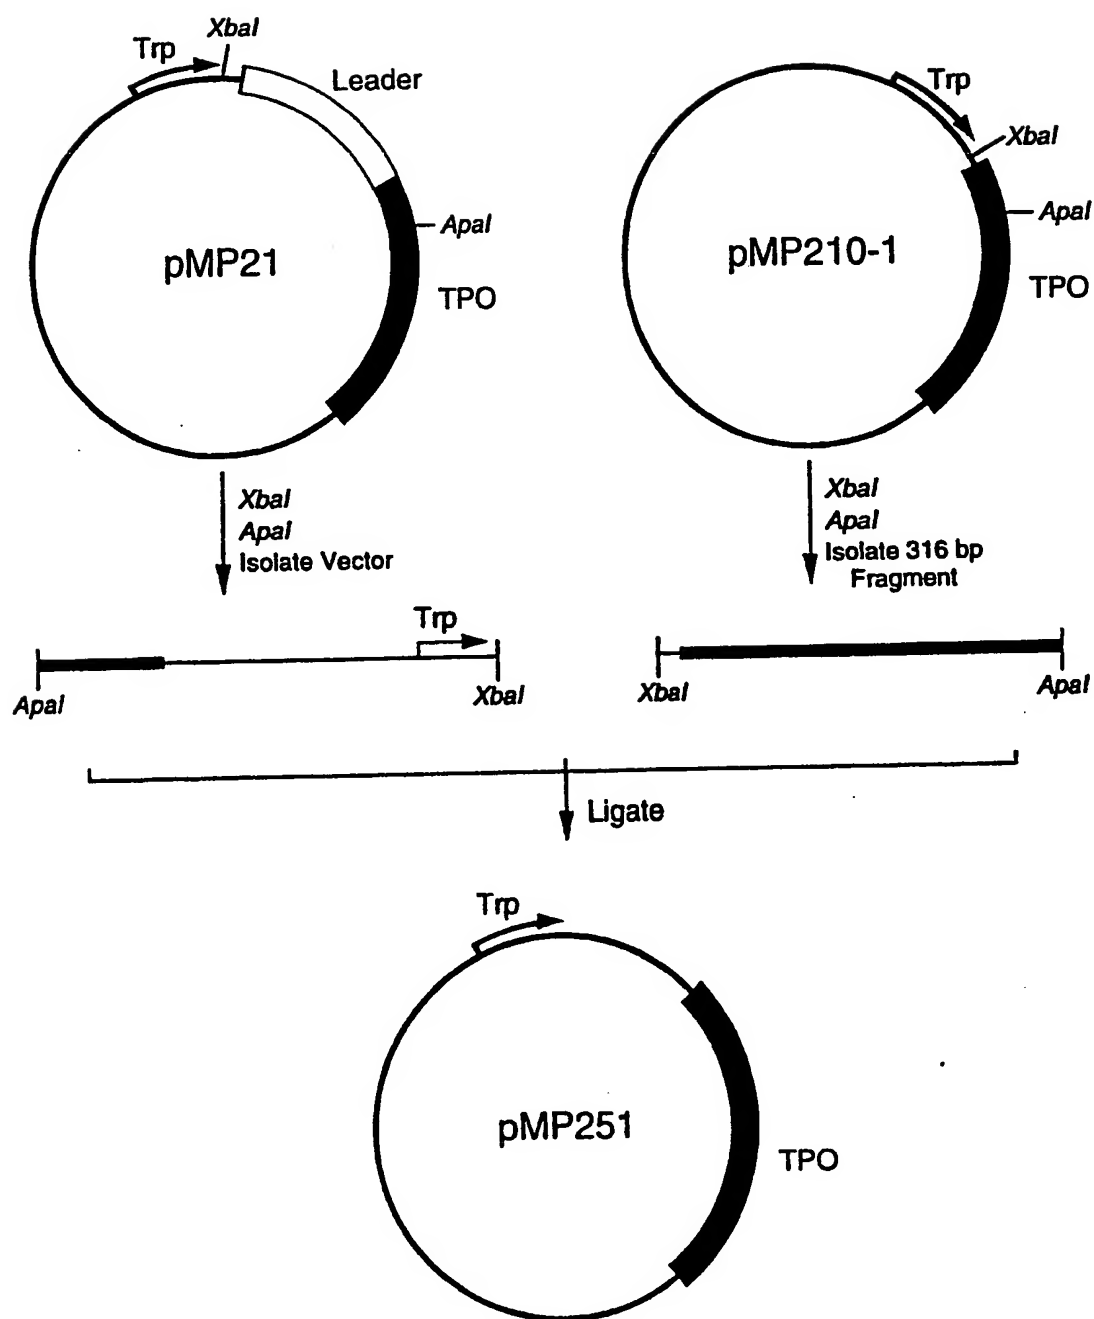 XbaI
Trp
Leader
ApaI
pMP21
TPO
Trp
XbaI
ApaI
pMP210-1
TPO
XbaI
ApaI
Isolate Vector
XbaI
ApaI
Isolate 316 bp
Fragment
Trp
ApaI
XbaI
XbaI
ApaI
Ligate
Trp
pMP251
TPO